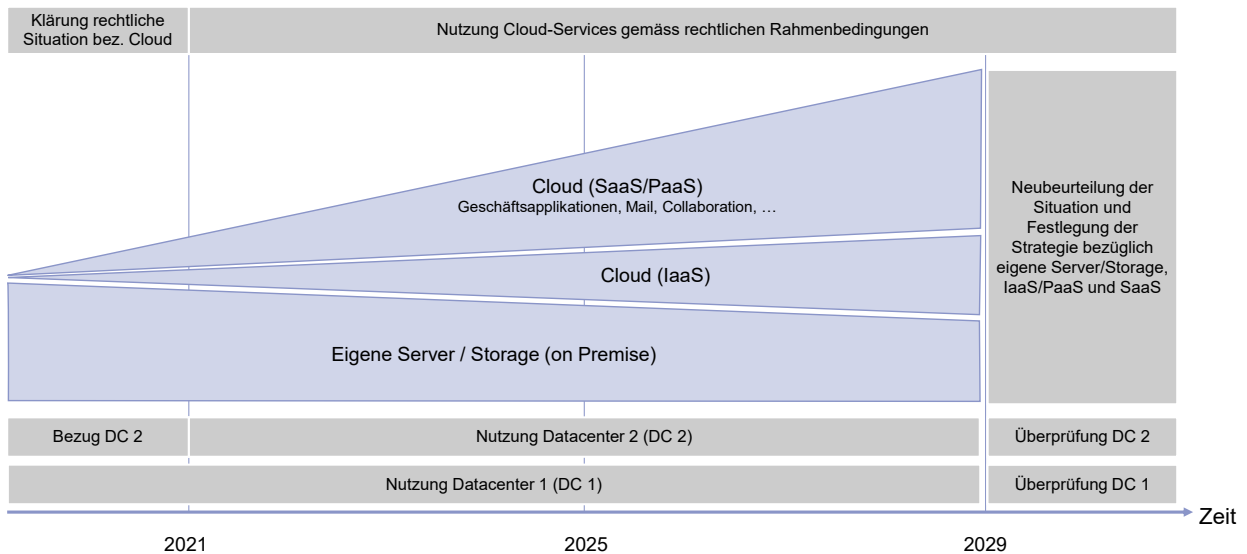 Klärung rechtliche
Situation bez. Cloud
Nutzung Cloud-Services gemäss rechtlichen Rahmenbedingungen
Cloud (SaaS/PaaS)
Geschäftsapplikationen, Mail, Collaboration, …
Cloud (IaaS)
Eigene Server / Storage (on Premise)
Neubeurteilung der
Situation und
Festlegung der
Strategie bezüglich
eigene Server/Storage,
IaaS/PaaS und SaaS
Bezug DC 2
Nutzung Datacenter 2 (DC 2)
Überprüfung DC 2
Nutzung Datacenter 1 (DC 1)
Überprüfung DC 1
Zeit
2021
2025
2029